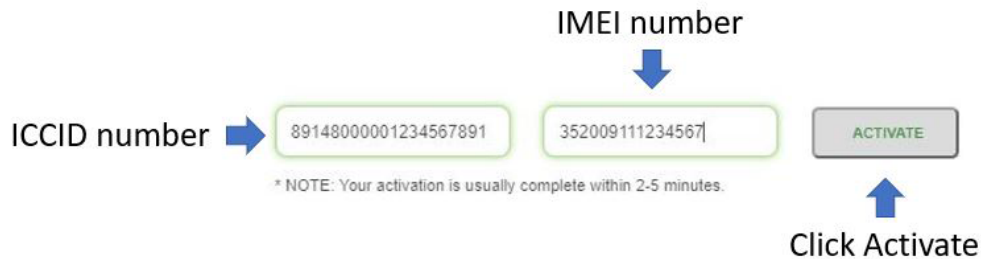 IMEI number
ICCID number
89148000001234567891
352009111234567
ACTIVATE
* NOTE: Your activation is usually complete within 2-5 minutes.
Click Activate